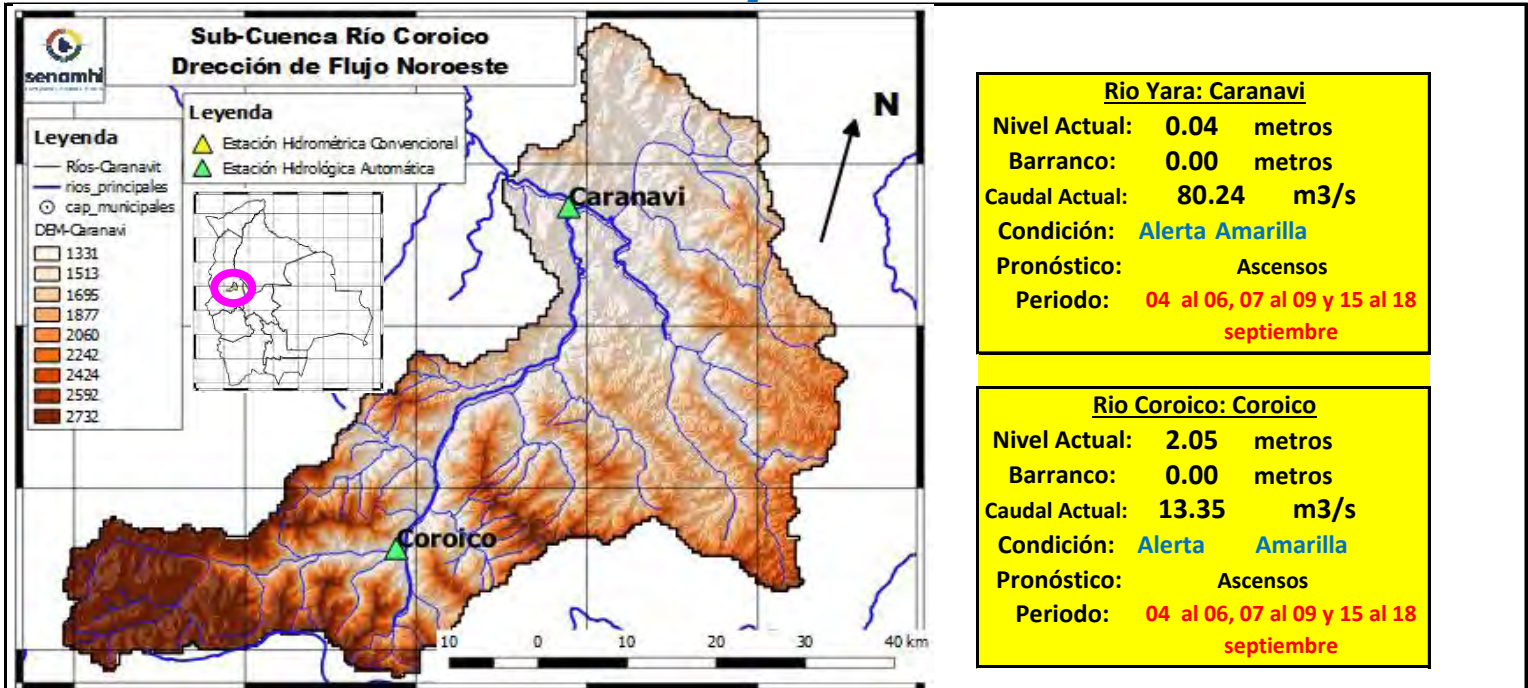 Sub-Cuenca Río Coroico
Drección de Flujo Noroeste
senamhi
Leyenda
Estación Hidrométrica Convencional
Estación Hidrológica Automática
Leyenda
Ríos-Caranavit
rios_principales
cap_municipales
DEM-Caranavi
1331
1513
1695
1877
2060
2242
2424
2592
2732
N
Caranavi
Coroico
10 0 10 20 30 40 km
Rio Yara: Caranavi
Nivel Actual: 0.04 metros
Barranco: 0.00 metros
Caudal Actual: 80.24 m3/s
Condición: Alerta Amarilla
Pronóstico: Ascensos
Periodo: 04 al 06, 07 al 09 y 15 al 18
septiembre
Rio Coroico: Coroico
Nivel Actual: 2.05 metros
Barranco: 0.00 metros
Caudal Actual: 13.35 m3/s
Condición: Alerta Amarilla
Pronóstico: Ascensos
Periodo: 04 al 06, 07 al 09 y 15 al 18
septiembre